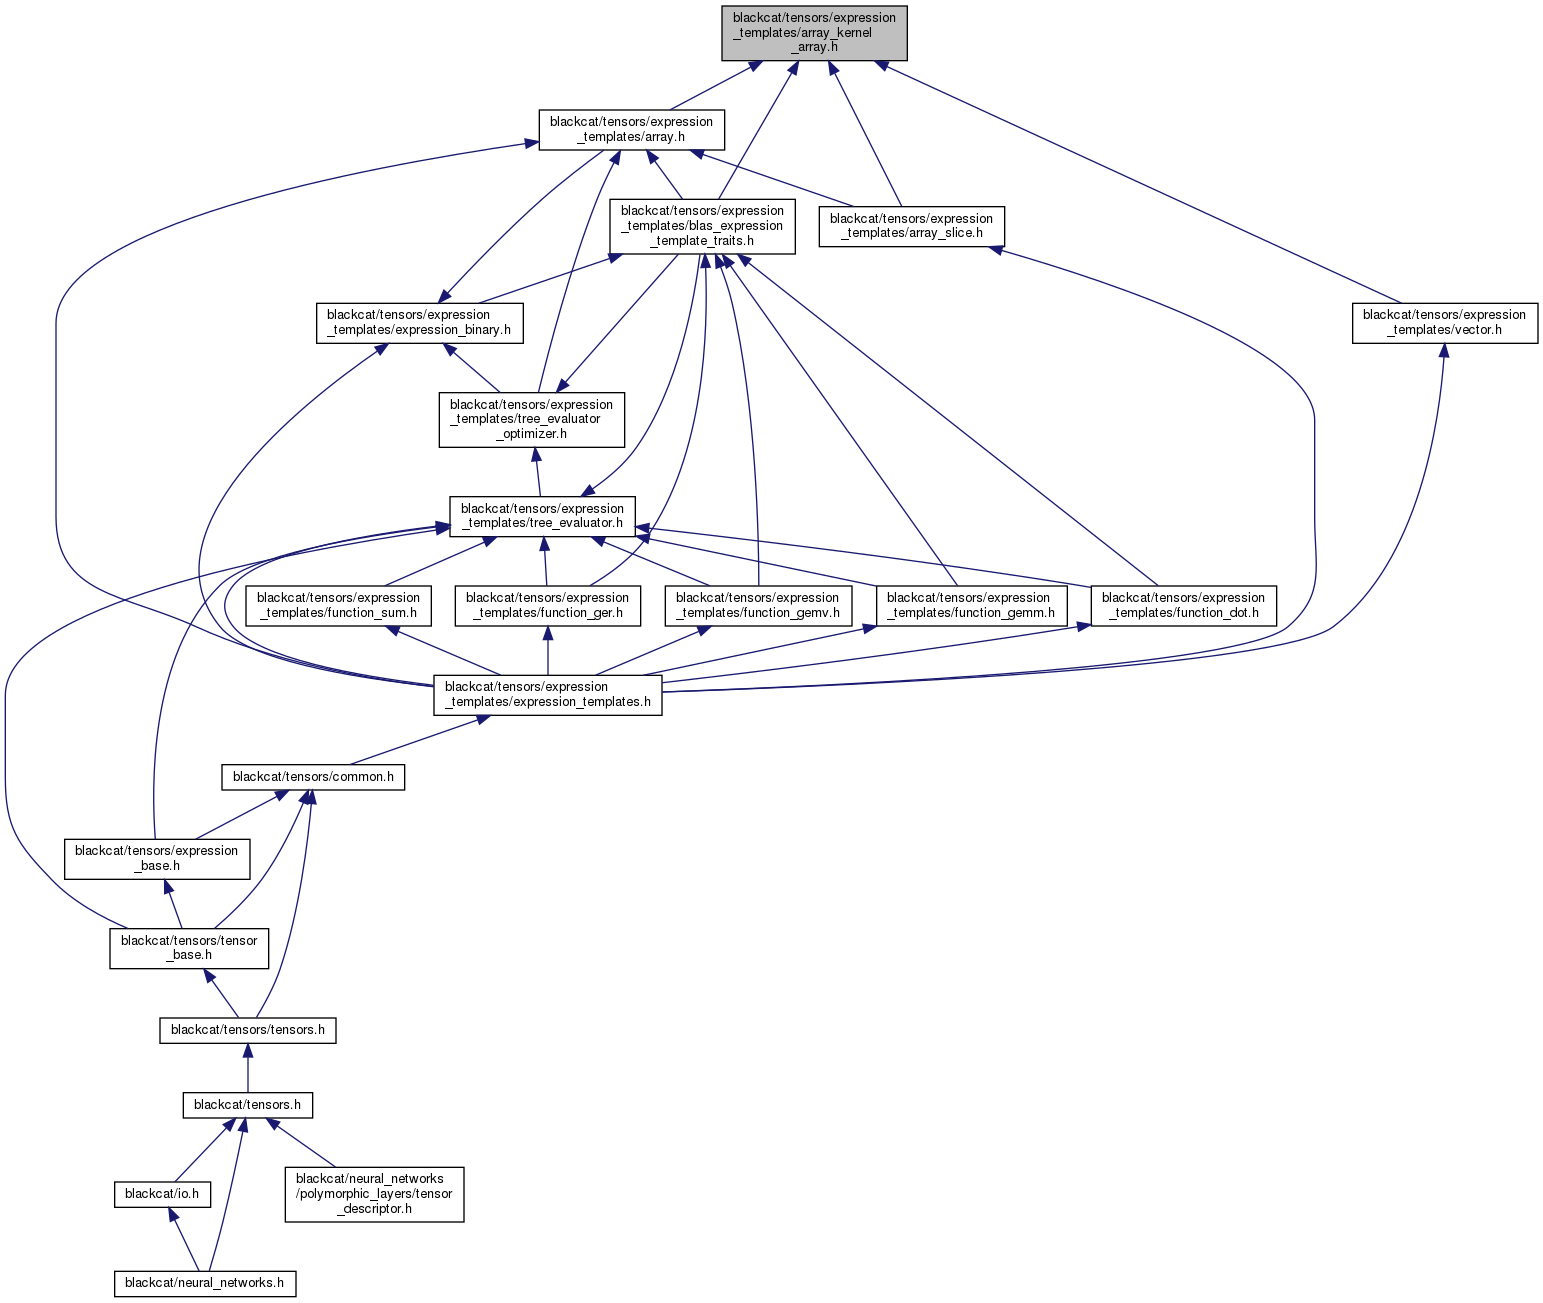 blackcat/tensors/expression
_templates/array_kernel
_array.h
blackcat/tensors/expression
_templates/array.h
blackcat/tensors/expression
_templates/blas_expression
_template_traits.h
blackcat/tensors/expression
_templates/array_slice.h
blackcat/tensors/expression
_templates/expression_binary.h
blackcat/tensors/expression
_templates/vector.h
blackcat/tensors/expression
_templates/tree_evaluator
_optimizer.h
blackcat/tensors/expression
_templates/tree_evaluator.h
blackcat/tensors/expression
_templates/function_sum.h
blackcat/tensors/expression
_templates/function_ger.h
blackcat/tensors/expression
_templates/function_gemv.h
blackcat/tensors/expression
_templates/function_gemm.h
blackcat/tensors/expression
_templates/function_dot.h
blackcat/tensors/expression
_templates/expression_templates.h
blackcat/tensors/common.h
blackcat/tensors/expression
_base.h
blackcat/tensors/tensor
_base.h
blackcat/tensors/tensors.h
blackcat/tensors.h
blackcat/io.h
blackcat/neural_networks
/polymorphic_layers/tensor
_descriptor.h
blackcat/neural_networks.h